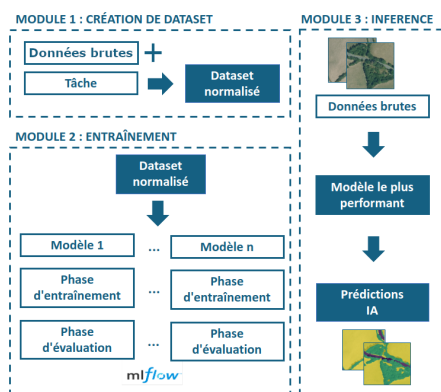 MODULE 1 : CRÉATION DE DATASET
Données brutes
+
Tâche
Dataset
normalisé
MODULE 2 : ENTRAÎNEMENT
Dataset
normalisé
Modèle 1
...
Modèle n
Phase
d'entraînement
...
Phase
d'entraînement
Phase
d'évaluation
...
Phase
d'évaluation
mlflow
MODULE 3 : INFERENCE
Données brutes
Modèle le plus
performant
Prédictions
IA